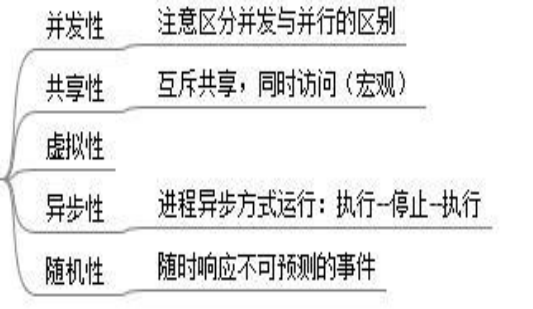 并发性 注意区分并发与并行的区别
共享性 互斥共享，同时访问（宏观）
虚拟性
异步性 进程异步方式运行：执行--停止--执行
随机性 随时响应不可预测的事件